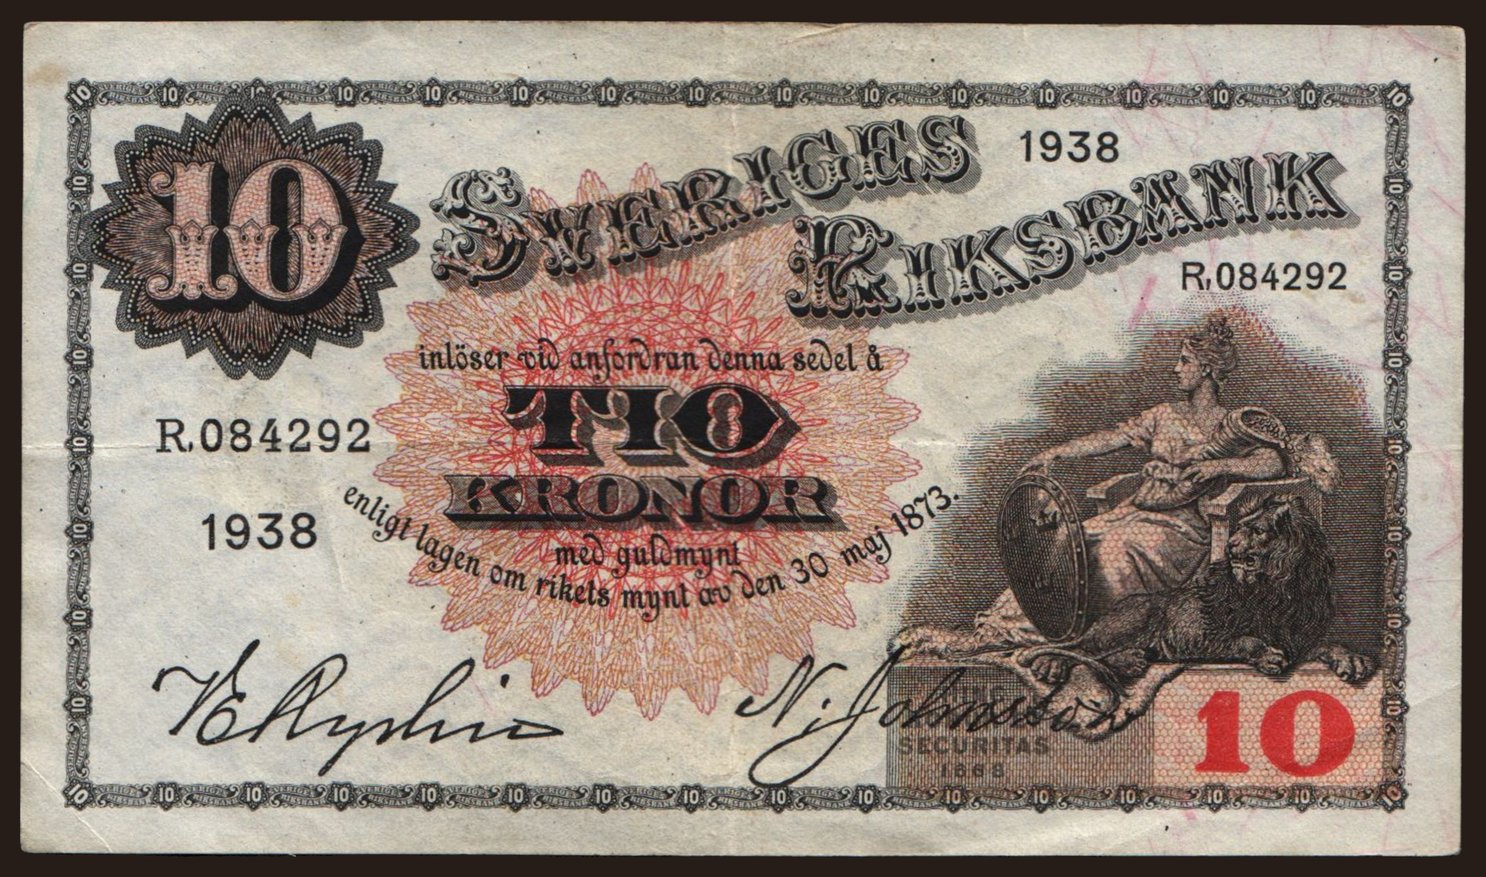 10
SVERIGES
RIKSBANK
1938
R,084292
inlöser vid anfordran denna sedel å
TIO
KRONOR
R,084292
1938
med guldmynt
enligt lagen om rikets mynt av den 30 maj 1873.
SECURITAS
1668
10